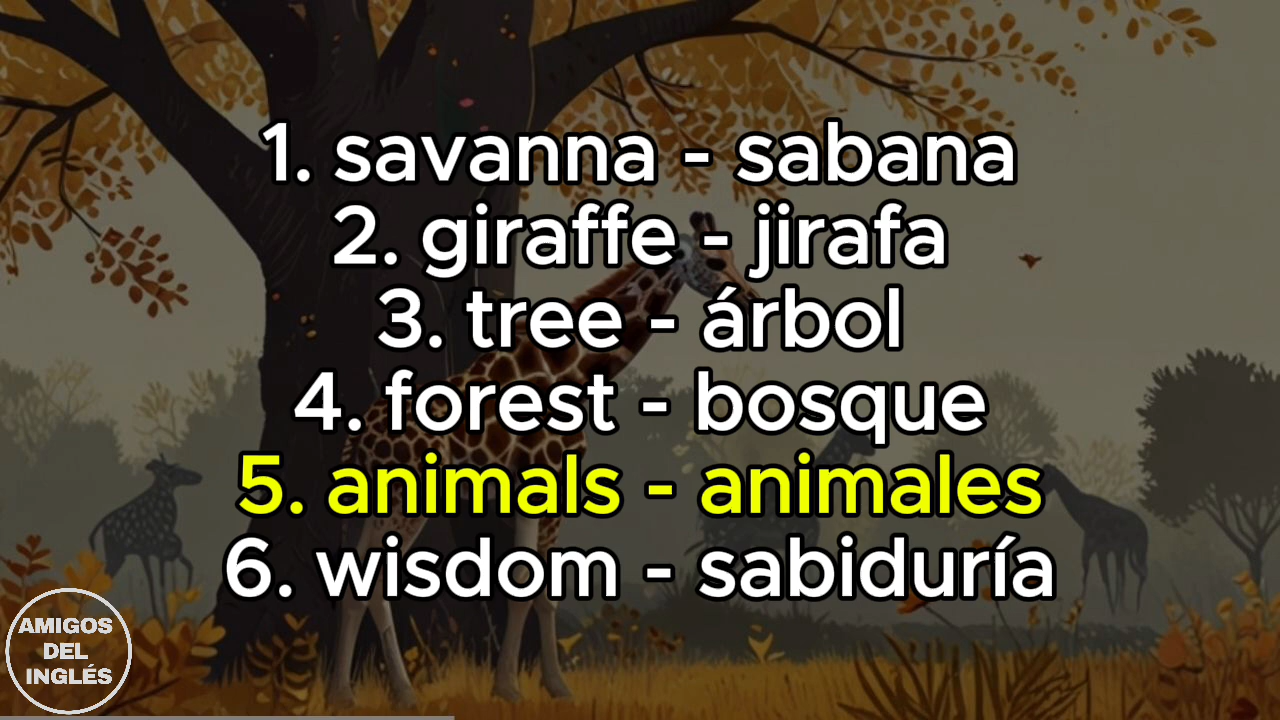 1. savanna - sabana
2. giraffe - jirafa
3. tree - árbol
4. forest - bosque
5. animals - animales
6. wisdom - sabiduría
AMIGOS
DEL
INGLÉS